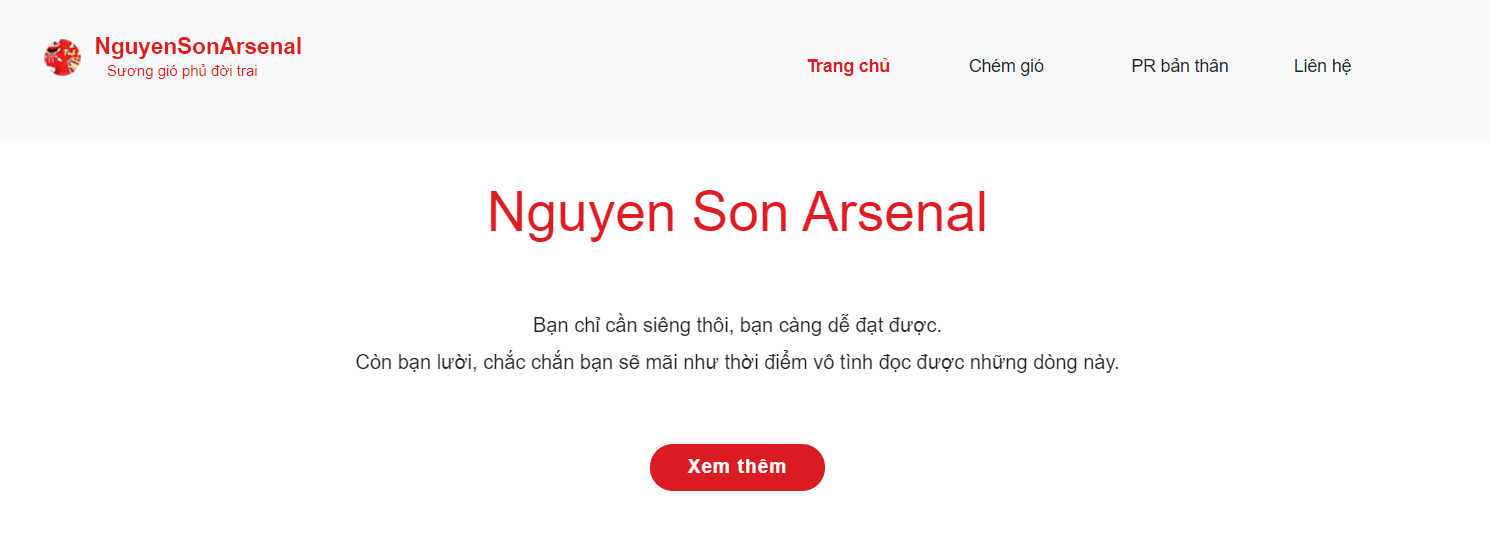 NguyenSonArsenal
Sương gió phủ đời trai
Trang chủ
Chém gió
PR bản thân
Liên hệ
Nguyen Son Arsenal
Bạn chỉ cần siêng thôi, bạn càng dễ đạt được.
Còn bạn lười, chắc chắn bạn sẽ mãi như thời điểm vô tình đọc được những dòng này.
Xem thêm